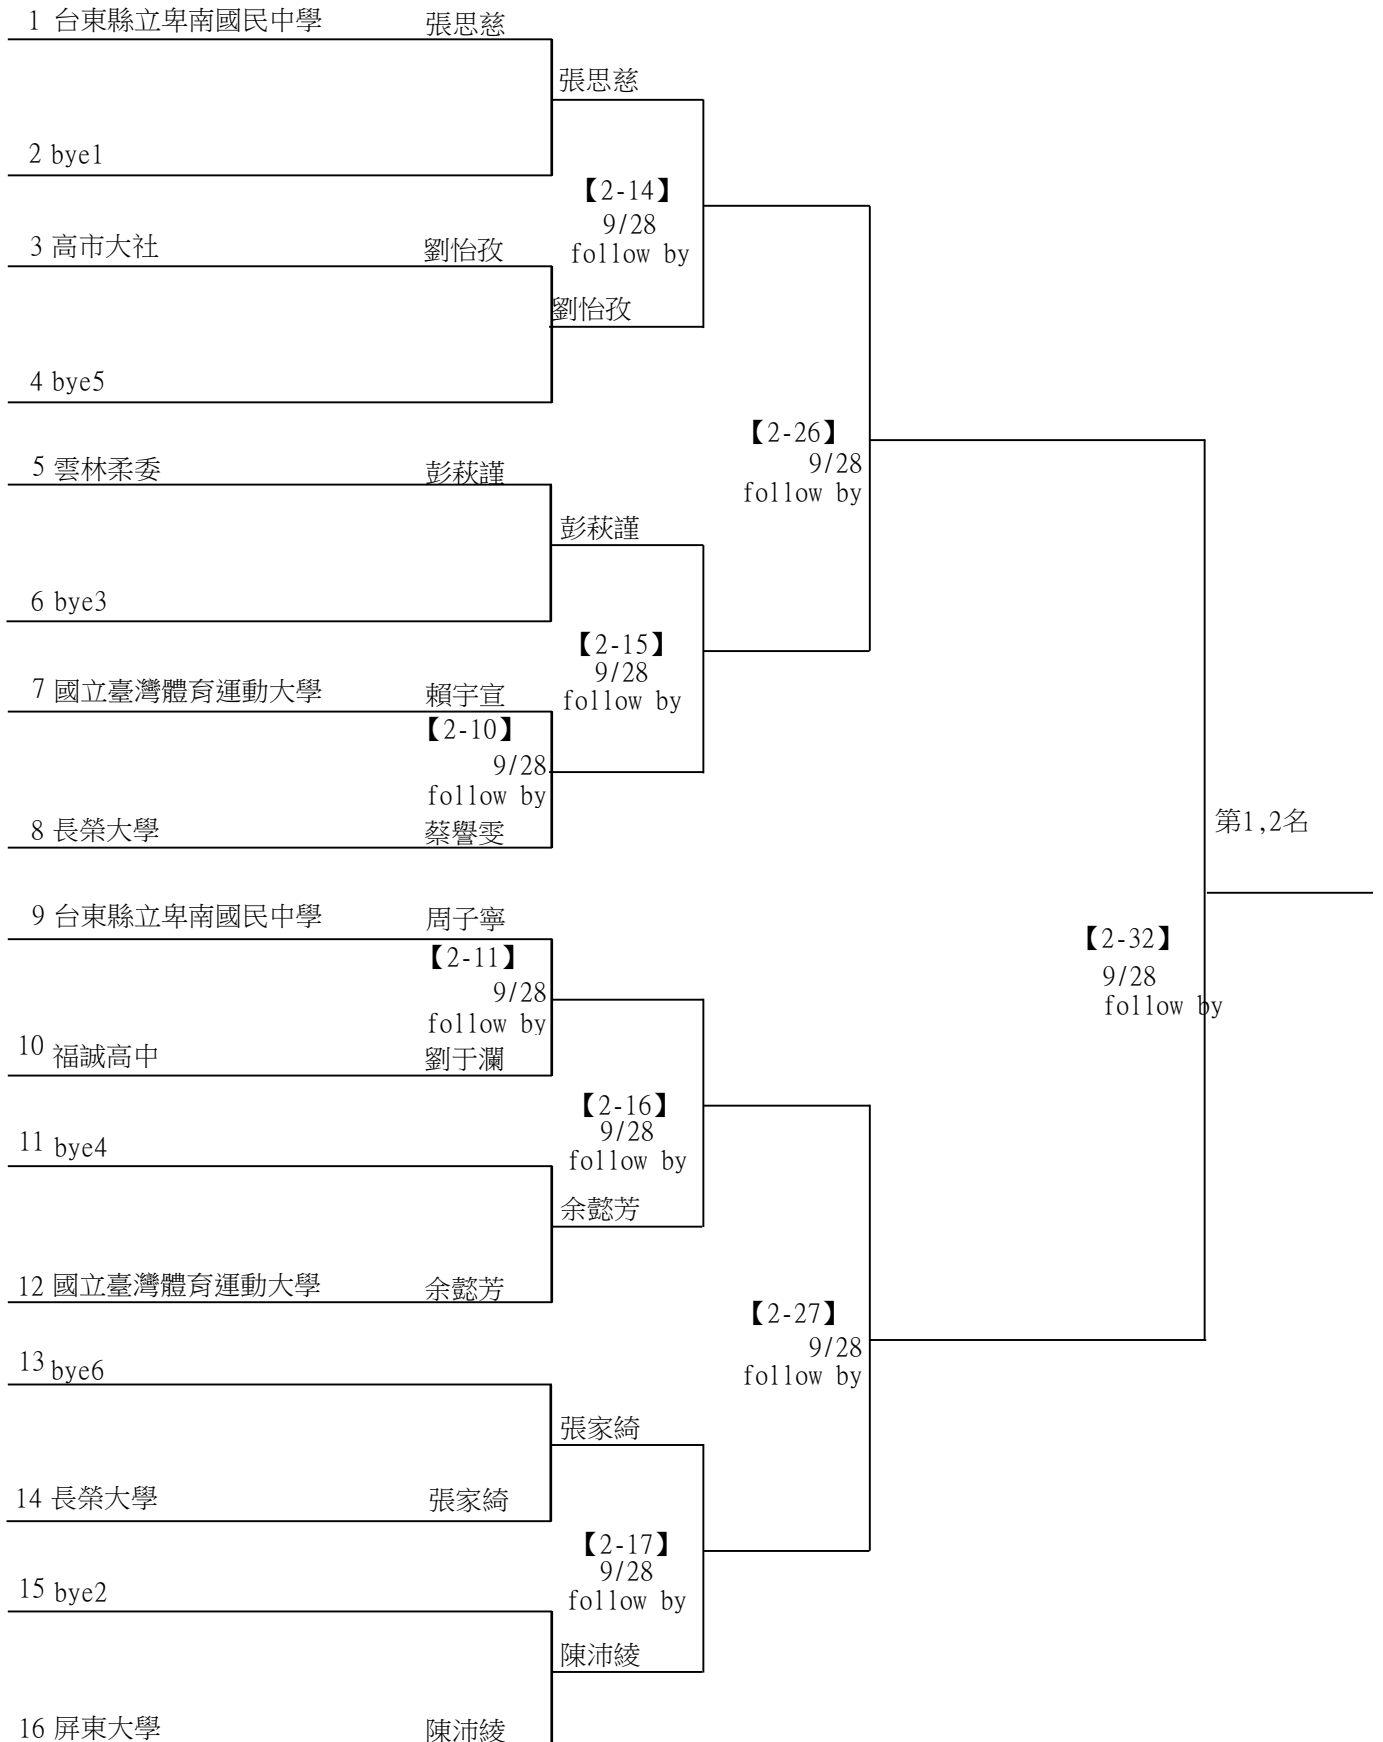 1 台東縣立卑南國民中學 張思慈
張思慈
2 bye1
【2-14】
9/28
follow by
3 高市大社 劉怡孜
劉怡孜
4 bye5
【2-26】
9/28
follow by
5 雲林柔委 彭萩謹
彭萩謹
6 bye3
【2-15】
9/28
follow by
7 國立臺灣體育運動大學 賴宇宣
【2-10】
9/28
follow by
8 長榮大學 蔡譽雯
第1,2名
9 台東縣立卑南國民中學 周子寧
【2-11】
9/28
follow by
【2-32】
9/28
follow by
10 福誠高中 劉于瀾
【2-16】
9/28
follow by
11 bye4
余懿芳
12 國立臺灣體育運動大學 余懿芳
【2-27】
9/28
follow by
13 bye6
張家綺
14 長榮大學 張家綺
【2-17】
9/28
follow by
15 bye2
陳沛綾
16 屏東大學 陳沛綾